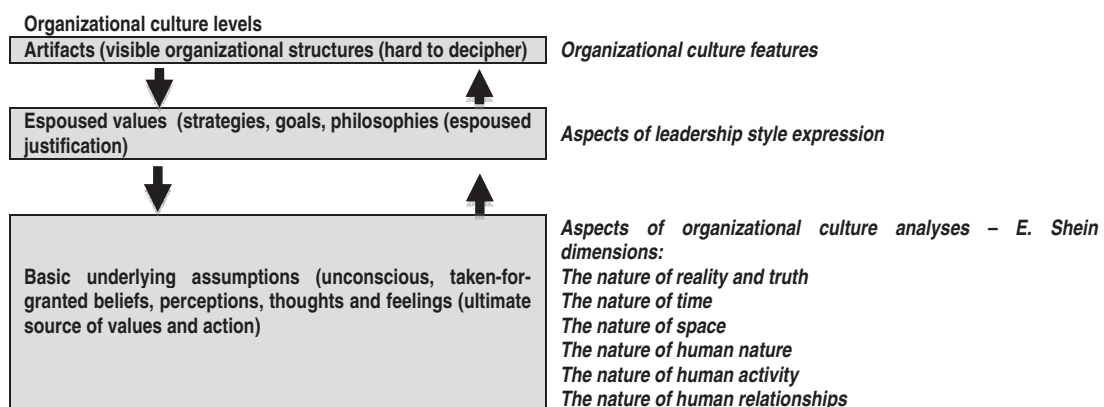 Organizational culture levels
Artifacts (visible organizational structures (hard to decipher)
Organizational culture features
Espoused values (strategies, goals, philosophies (espoused
justification)
Aspects of leadership style expression
Basic underlying assumptions (unconscious, taken-for-
granted beliefs, perceptions, thoughts and feelings (ultimate
source of values and action)
Aspects of organizational culture analyses – E. Shein
dimensions:
The nature of reality and truth
The nature of time
The nature of space
The nature of human nature
The nature of human activity
The nature of human relationships